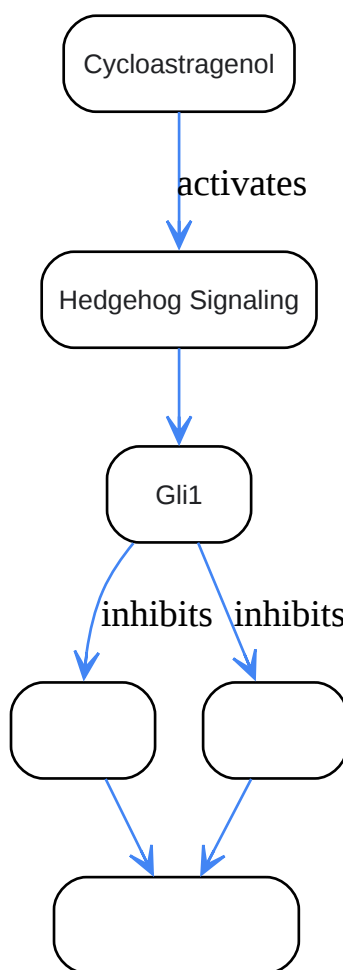 Cycloastragenol
activates
Hedgehog Signaling
Gli1
inhibits inhibits